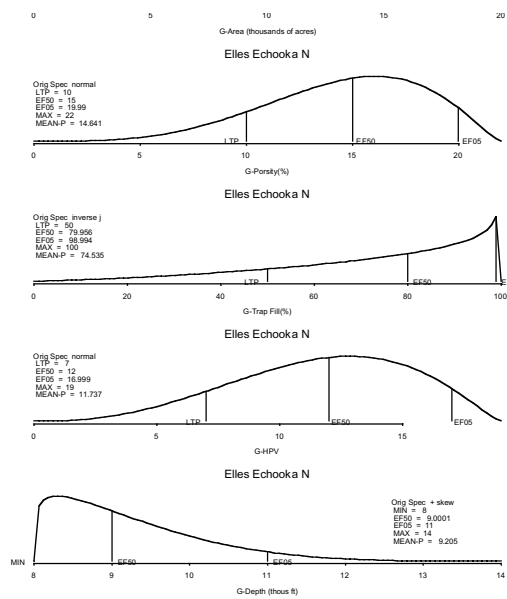 0 5 10 15 20
G-Area (thousands of acres)
Elles Echooka N
Orig Spec normal
LTP = 10
EF50 = 15
EF05 = 19.99
MAX = 22
MEAN-P = 14.641
LTP EF50 EF05
0 5 10 15 20
G-Porsity(%)
Elles Echooka N
Orig Spec inverse j
LTP = 50
EF50 = 79.956
EF05 = 98.994
MAX = 100
MEAN-P = 74.535
LTP EF50 E
0 20 40 60 80 100
G-Trap Fill(%)
Elles Echooka N
Orig Spec normal
LTP = 7
EF50 = 12
EF05 = 16.999
MAX = 19
MEAN-P = 11.737
LTP EF50 EF05
0 5 10 15
G-HPV
Elles Echooka N
Orig Spec + skew
MIN = 8
EF50 = 9.0001
EF05 = 11
MAX = 14
MEAN-P = 9.205
MIN EF50 EF05
8 9 10 11 12 13 14
G-Depth (thous ft)